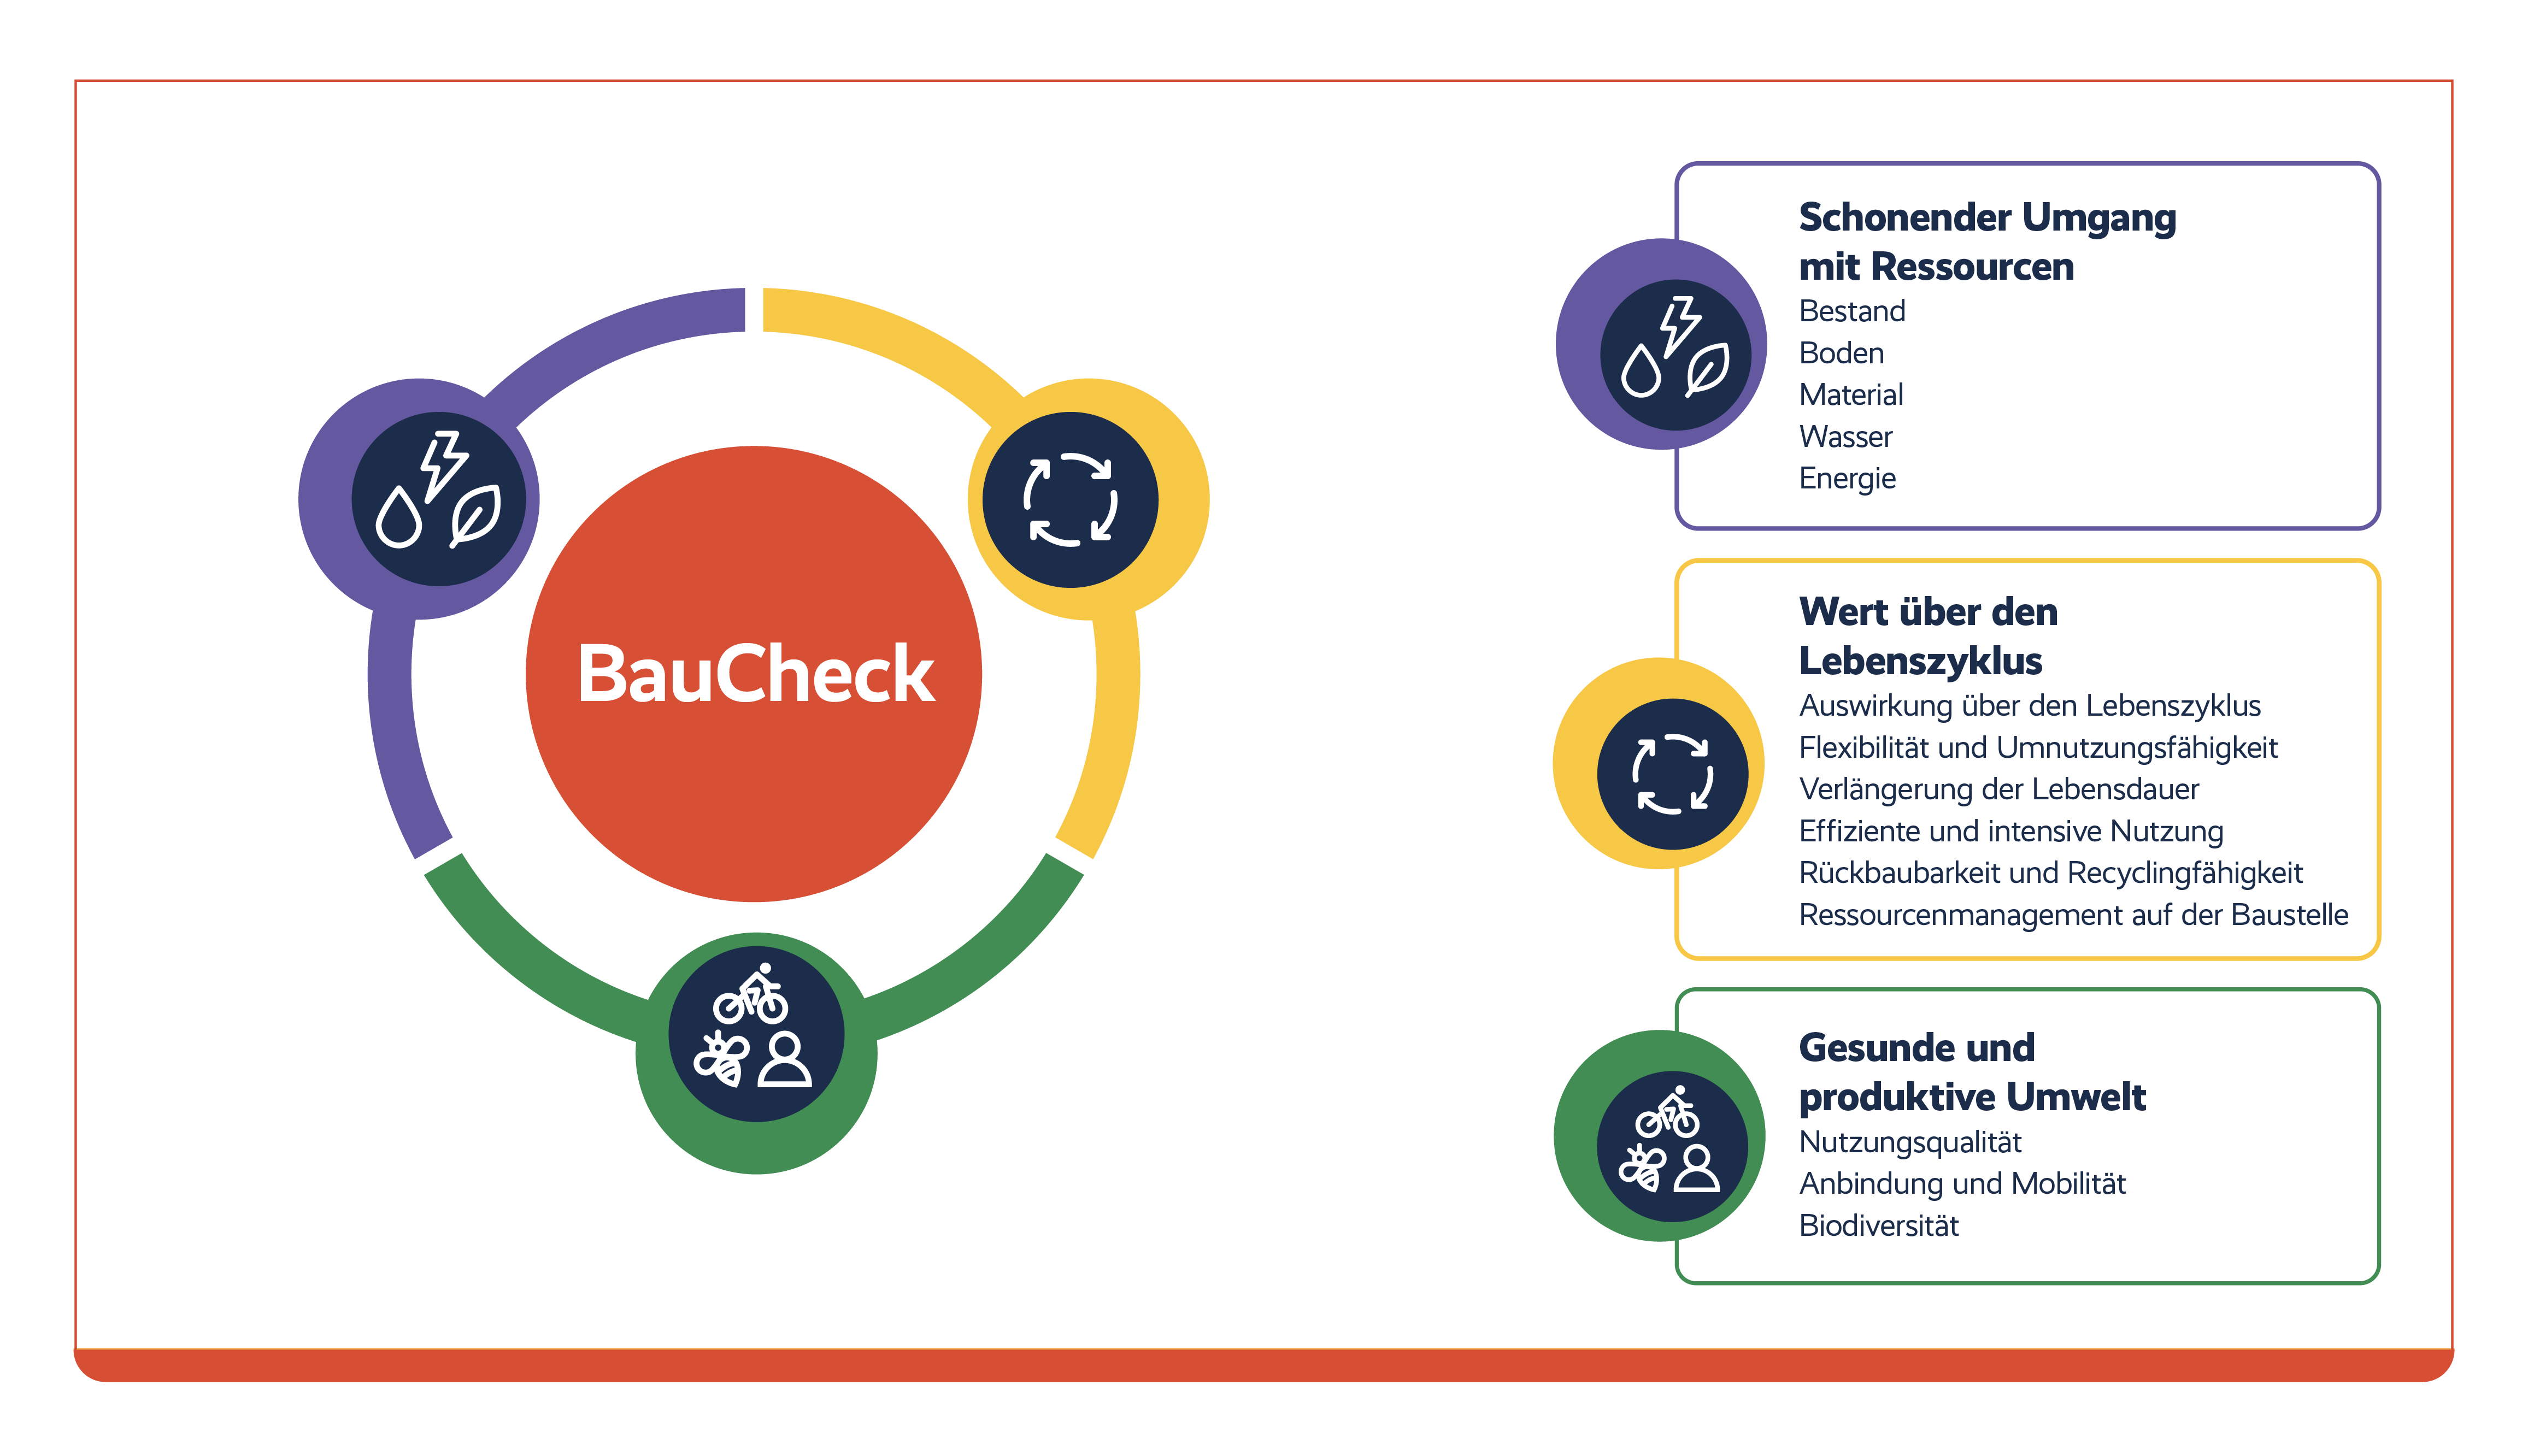 BauCheck
Schonender Umgang
mit Ressourcen
Bestand
Boden
Material
Wasser
Energie
Wert über den
Lebenszyklus
Auswirkung über den Lebenszyklus
Flexibilität und Umnutzungsfähigkeit
Verlängerung der Lebensdauer
Effiziente und intensive Nutzung
Rückbaubarkeit und Recyclingfähigkeit
Ressourcenmanagement auf der Baustelle
Gesunde und
produktive Umwelt
Nutzungsqualität
Anbindung und Mobilität
Biodiversität